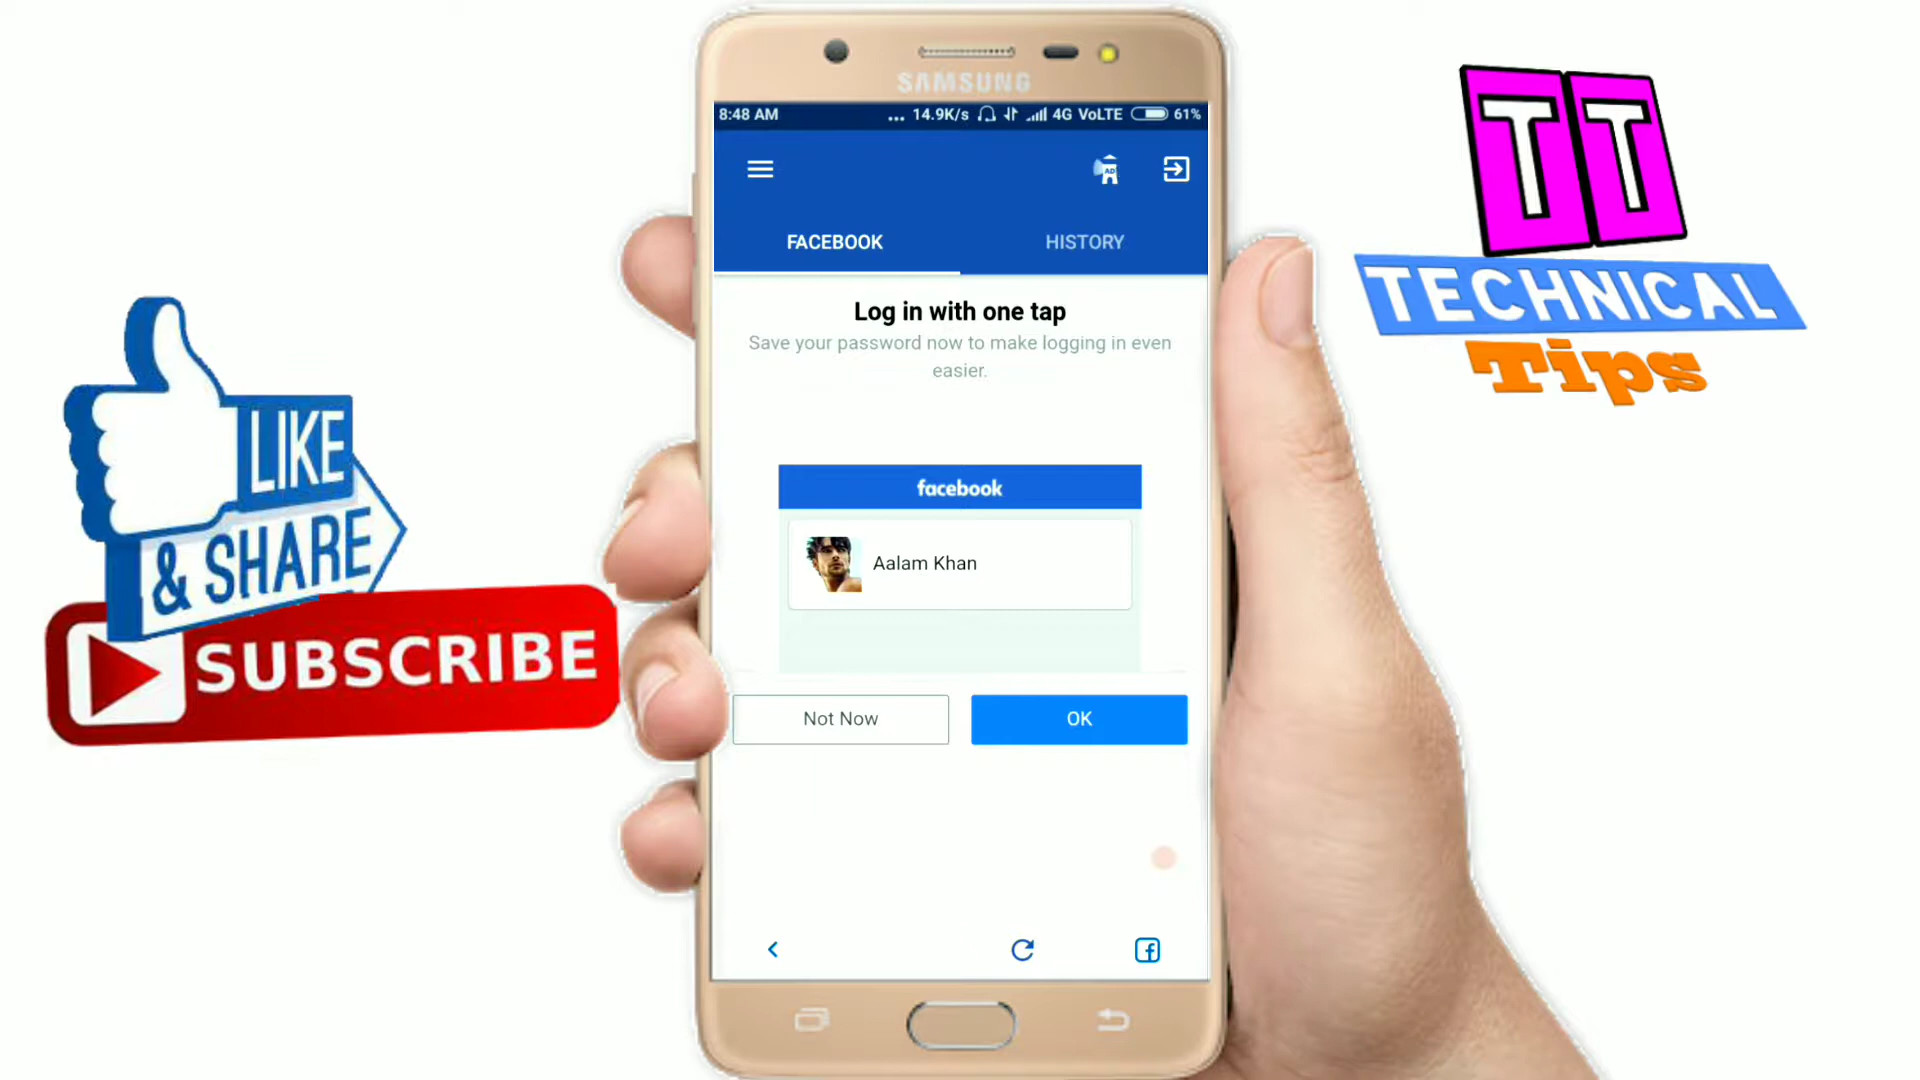 SAMSUNG
8:48 AM ... 14.9K/s 4G VoLTE 61%
AD
FACEBOOK HISTORY
Log in with one tap
Save your password now to make logging in even
easier.
facebook
Aalam Khan
Not Now OK
LIKE
& SHARE
SUBSCRIBE
TT
TECHNICAL
Tips